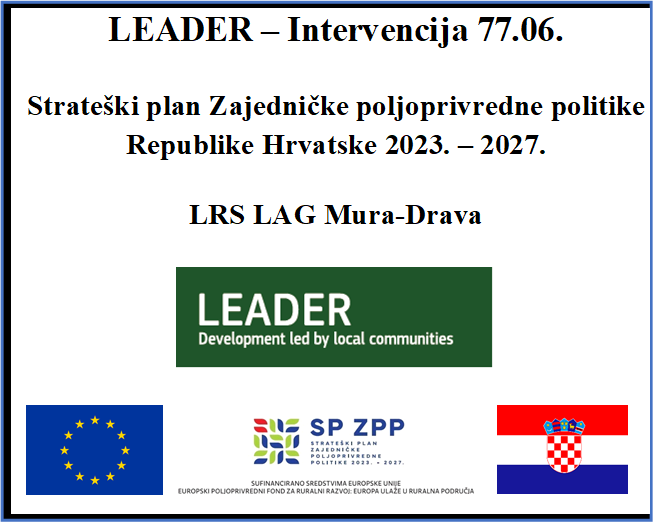 LEADER – Intervencija 77.06.
Strateški plan Zajedničke poljoprivredne politike
Republike Hrvatske 2023. – 2027.
LRS LAG Mura-Drava
LEADER
Development led by local communities
SP ZPP
STRATEŠKI PLAN
ZAJEDNIČKE
POLJOPRIVREDNE
POLITIKE 2023. • 2027.
SUFINANCIRANO SREDSTVIMA EUROPSKE UNIJE
EUROPSKI POLJOPRIVREDNI FOND ZA RURALNI RAZVOJ: EUROPA ULAŽE U RURALNA PODRUČJA